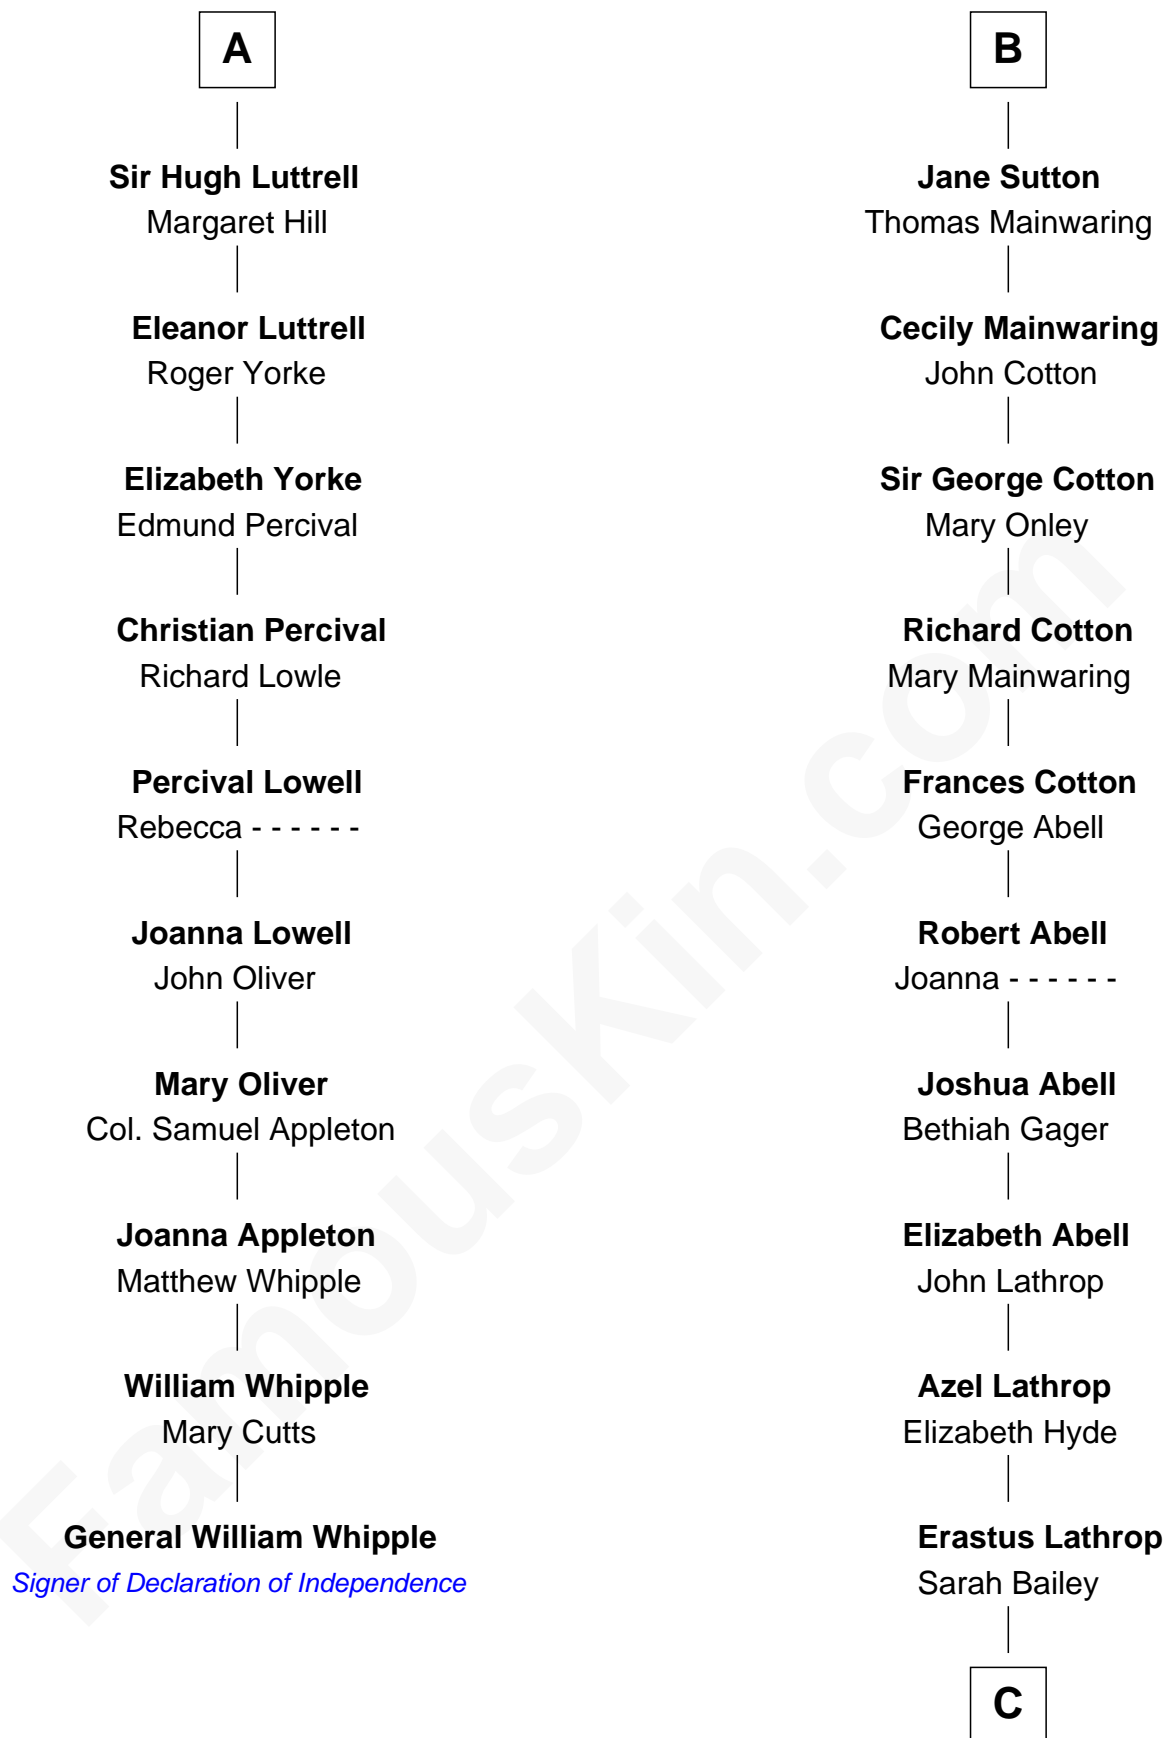 A
Sir Hugh Luttrell
Margaret Hill
Eleanor Luttrell
Roger Yorke
Elizabeth Yorke
Edmund Percival
Christian Percival
Richard Lowle
Percival Lowell
Rebecca - - - - - -
Joanna Lowell
John Oliver
Mary Oliver
Col. Samuel Appleton
Joanna Appleton
Matthew Whipple
William Whipple
Mary Cutts
General William Whipple
Signer of Declaration of Independence
B
Jane Sutton
Thomas Mainwaring
Cecily Mainwaring
John Cotton
Sir George Cotton
Mary Onley
Richard Cotton
Mary Mainwaring
Frances Cotton
George Abell
Robert Abell
Joanna - - - - - -
Joshua Abell
Bethiah Gager
Elizabeth Abell
John Lathrop
Azel Lathrop
Elizabeth Hyde
Erastus Lathrop
Sarah Bailey
C
FamousKin.com